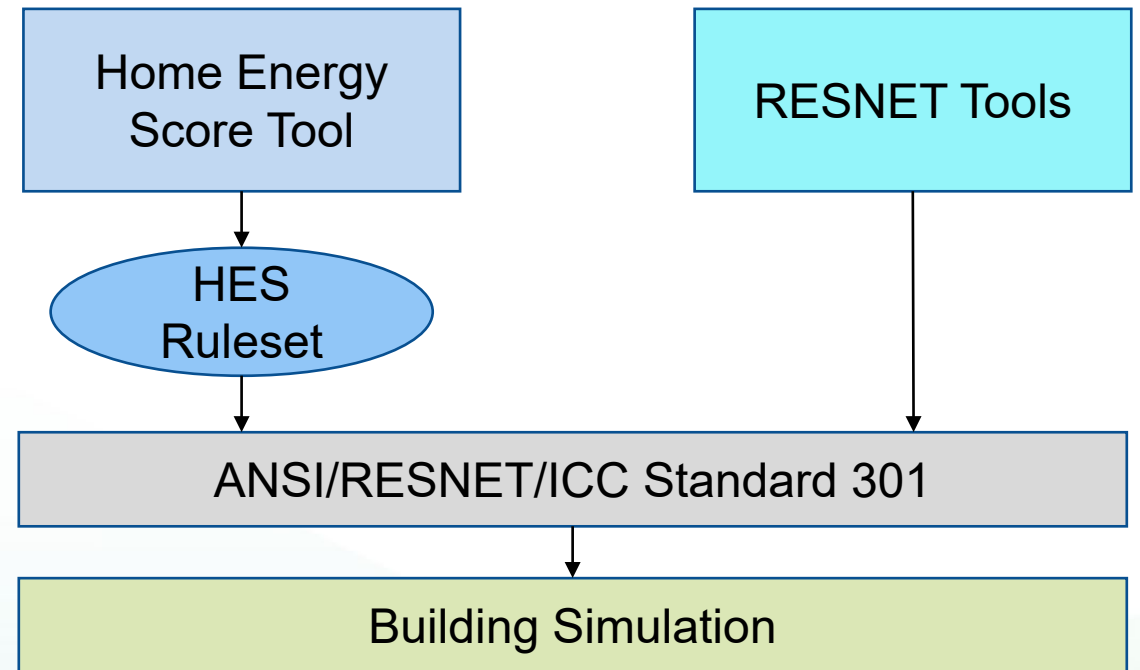 Home Energy
Score Tool
RESNET Tools
HES
Ruleset
ANSI/RESNET/ICC Standard 301
Building Simulation